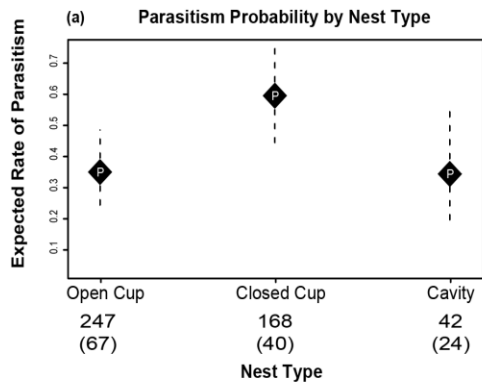 (a) Parasitism Probability by Nest Type
Expected Rate of Parasitism
0.7
0.6
0.5
0.4
0.3
0.2
0.1
P
P
P
Open Cup Closed Cup Cavity
247 168 42
(67) (40) (24)
Nest Type